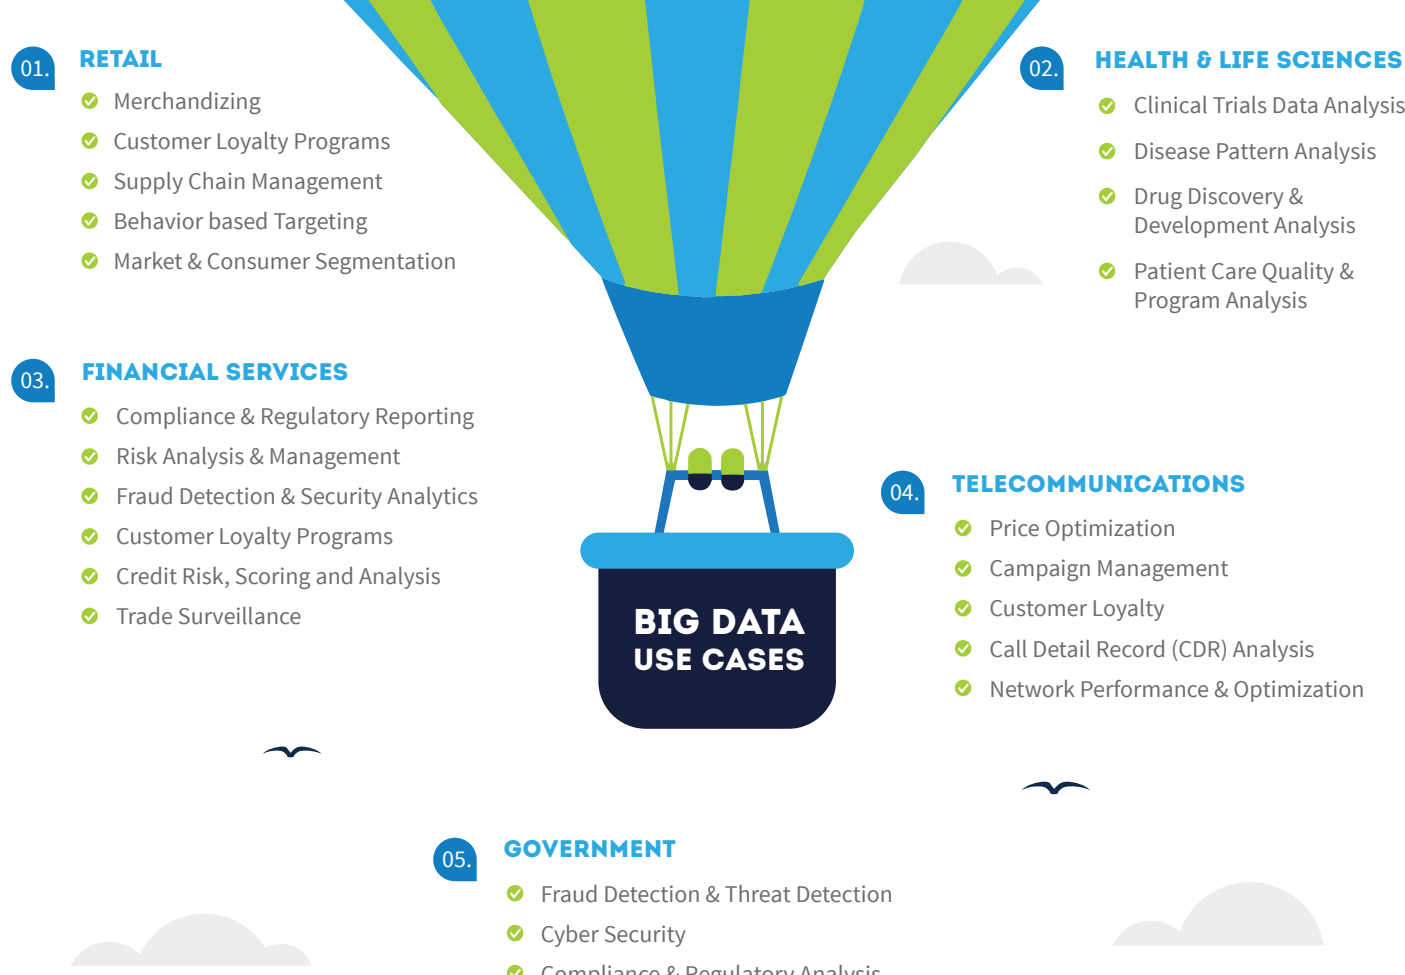 01.
RETAIL
Merchandizing
Customer Loyalty Programs
Supply Chain Management
Behavior based Targeting
Market & Consumer Segmentation
02.
HEALTH & LIFE SCIENCES
Clinical Trials Data Analysis
Disease Pattern Analysis
Drug Discovery &
Development Analysis
Patient Care Quality &
Program Analysis
03.
FINANCIAL SERVICES
Compliance & Regulatory Reporting
Risk Analysis & Management
Fraud Detection & Security Analytics
Customer Loyalty Programs
Credit Risk, Scoring and Analysis
Trade Surveillance
04.
TELECOMMUNICATIONS
Price Optimization
Campaign Management
Customer Loyalty
Call Detail Record (CDR) Analysis
Network Performance & Optimization
BIG DATA
USE CASES
05.
GOVERNMENT
Fraud Detection & Threat Detection
Cyber Security
Compliance & Regulatory Analysis